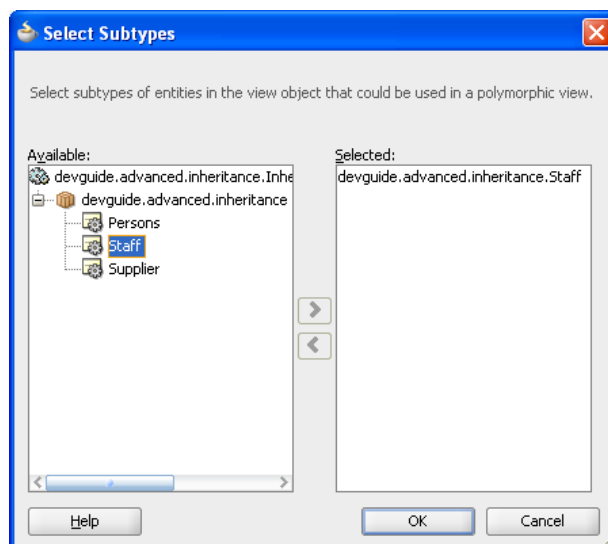 Select Subtypes
Select subtypes of entities in the view object that could be used in a polymorphic view.
Available:
devguide.advanced.inheritance.Inhe
devguide.advanced.inheritance
Persons
Staff
Supplier
Selected:
devguide.advanced.inheritance.Staff
Help
OK
Cancel